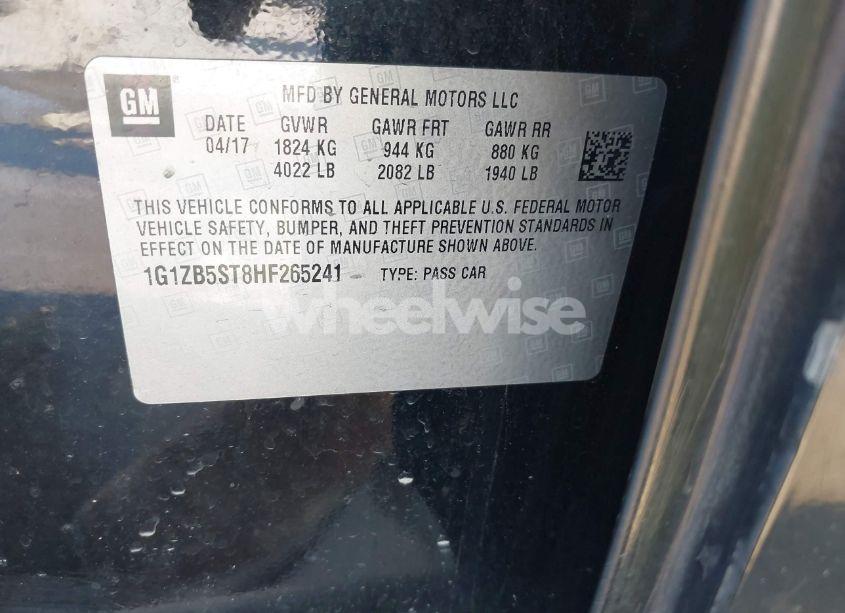 GM
MFD BY GENERAL MOTORS LLC
DATE GVWR GAWR FRT GAWR RR
04/17 1824 KG 944 KG 880 KG
4022 LB 2082 LB 1940 LB
THIS VEHICLE CONFORMS TO ALL APPLICABLE U.S. FEDERAL MOTOR
VEHICLE SAFETY, BUMPER, AND THEFT PREVENTION STANDARDS IN
EFFECT ON THE DATE OF MANUFACTURE SHOWN ABOVE.
1G1ZB5ST8HF265241 TYPE: PASS CAR
wheelwise